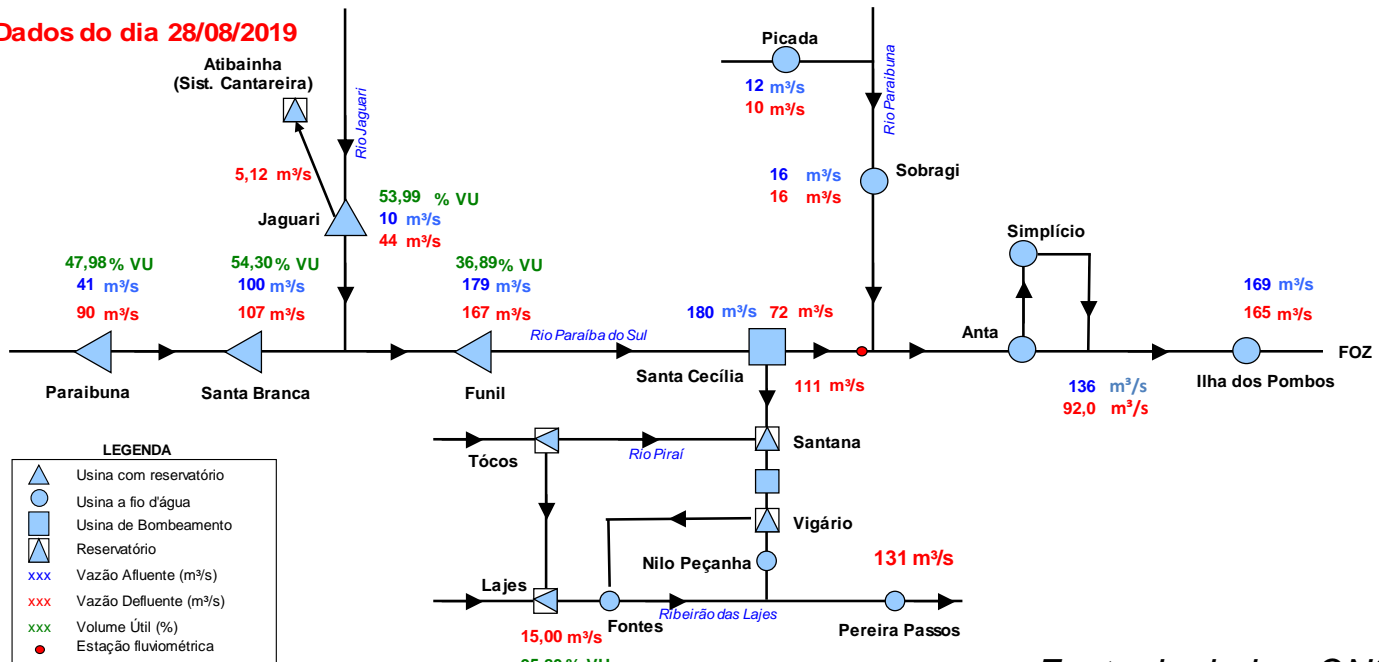 Dados do dia 28/08/2019
Atibainha
(Sist. Cantareira)
Rio Jaguari
5,12 m³/s
Jaguari
53,99 % VU
10 m³/s
44 m³/s
Picada
12 m³/s
10 m³/s
Rio Paraibuna
16 m³/s
16 m³/s
Sobragi
Simplício
47,98% VU
41 m³/s
90 m³/s
Paraibuna
54,30% VU
100 m³/s
107 m³/s
Santa Branca
36,89% VU
179 m³/s
167 m³/s
Funil
Rio Paraíba do Sul
180 m³/s 72 m³/s
Santa Cecília
111 m³/s
Anta
136 m³/s
92,0 m³/s
169 m³/s
165 m³/s
Ilha dos Pombos
FOZ
Tócos
Rio Piraí
Santana
Vigário
Nilo Peçanha
131 m³/s
Lajes
Fontes
Ribeirão das Lajes
Pereira Passos
15,00 m³/s
LEGENDA
Usina com reservatório
Usina a fio d'água
Usina de Bombeamento
Reservatório
xxx Vazão Afluente (m³/s)
xxx Vazão Defluente (m³/s)
xxx Volume Útil (%)
Estação fluviométrica